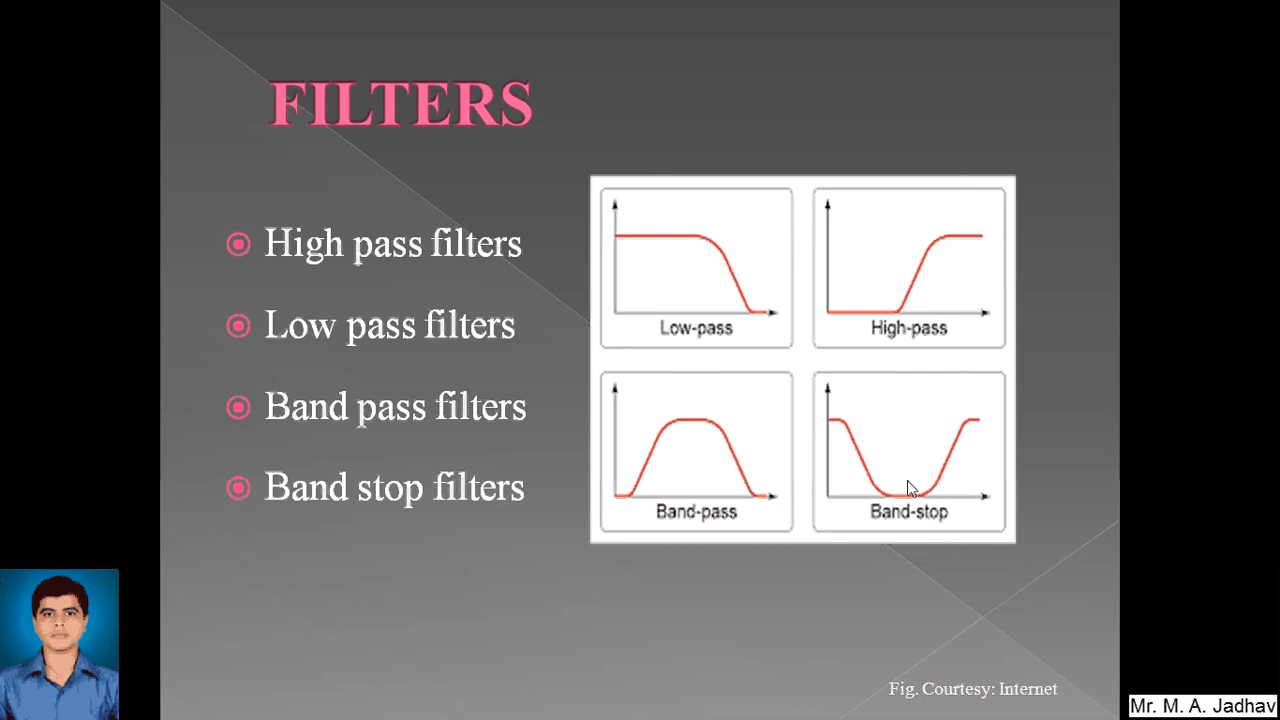 FILTERS
High pass filters
Low pass filters
Band pass filters
Band stop filters
Low-pass
High-pass
Band-pass
Band-stop
Fig. Courtesy: Internet
Mr. M. A. Jadhav